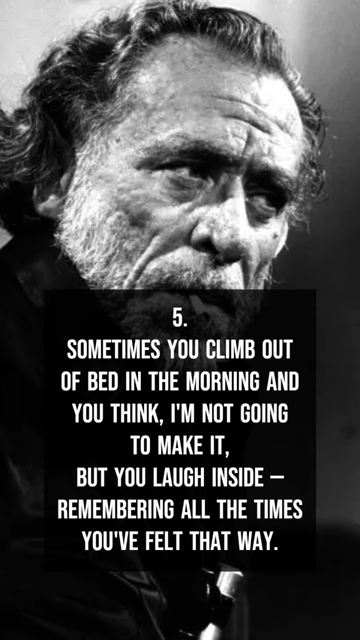 5.
SOMETIMES YOU CLIMB OUT
OF BED IN THE MORNING AND
YOU THINK, I'M NOT GOING
TO MAKE IT,
BUT YOU LAUGH INSIDE —
REMEMBERING ALL THE TIMES
YOU'VE FELT THAT WAY.